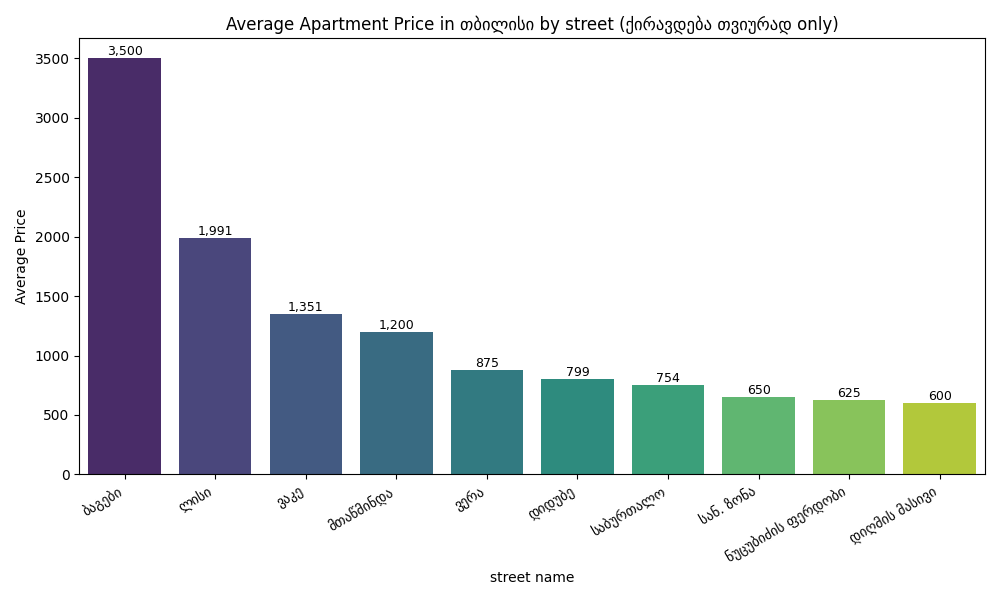 Average Apartment Price in თბილისი by street (ქირავდება თვიურად only)
Average Price
3500
3000
2500
2000
1500
1000
500
0
3,500
1,991
1,351
1,200
875
799
754
650
625
600
ბაგები
ლისი
ვაკე
მთაწმინდა
ვერა
დიდუბე
საბურთალო
სან. ზონა
ნუცუბიძის ფერდობი
დიღმის მასივი
street name